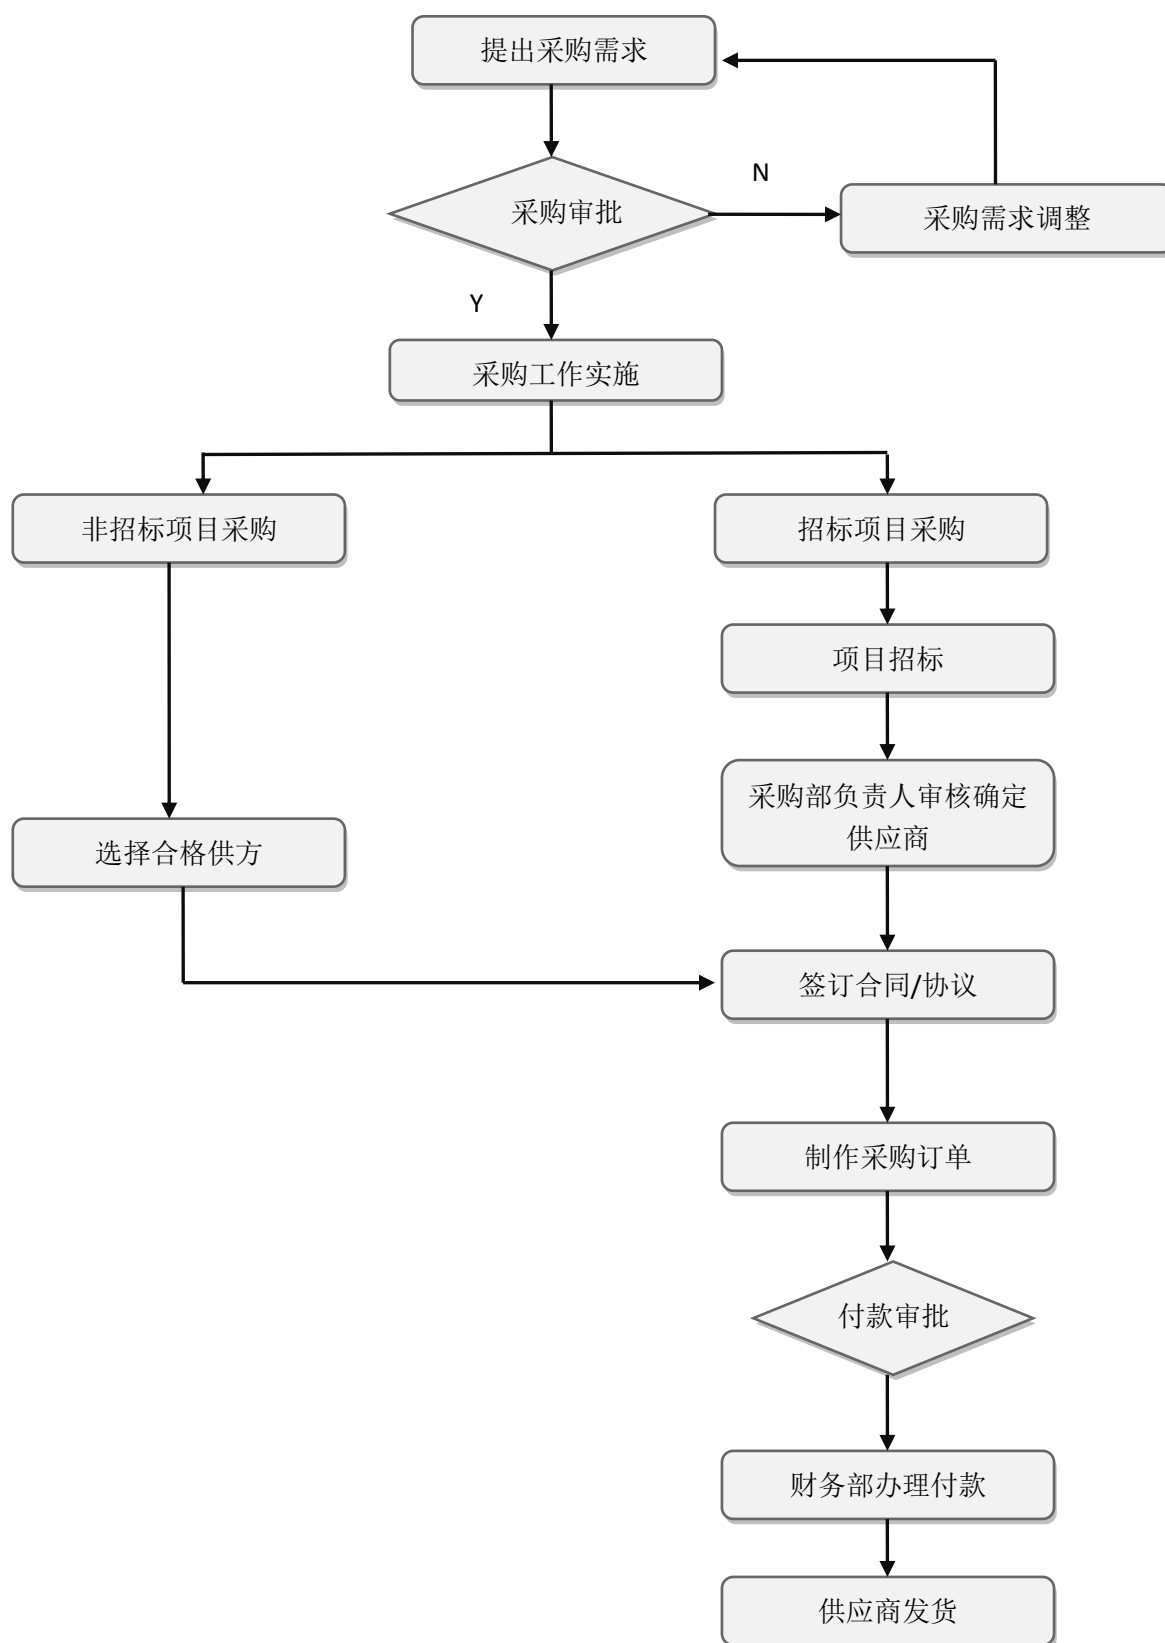 提出采购需求
采购审批
N
采购需求调整
Y
采购工作实施
非招标项目采购
招标项目采购
项目招标
采购部负责人审核确定
供应商
选择合格供方
签订合同/协议
制作采购订单
付款审批
财务部办理付款
供应商发货